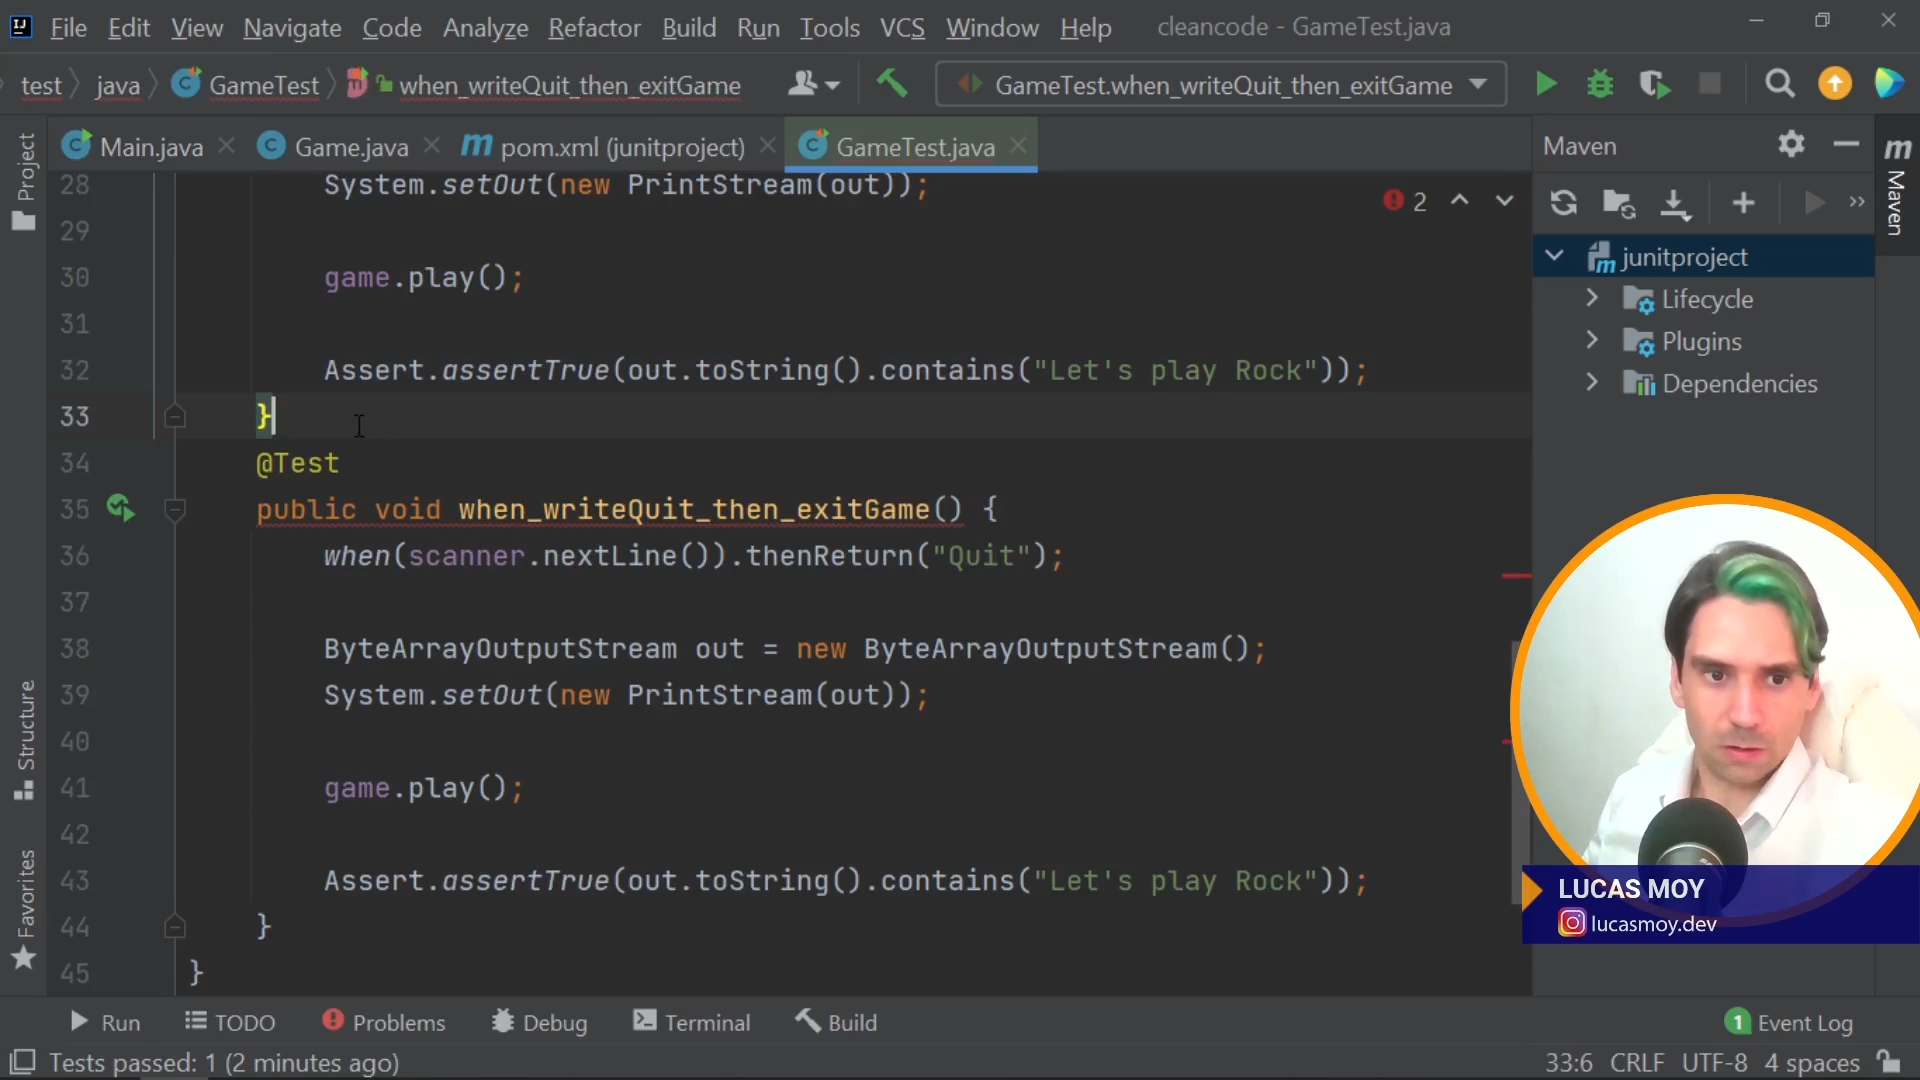 File Edit View Navigate Code Analyze Refactor Build Run Tools VCS Window Help cleancode - GameTest.java
test java GameTest when_writeQuit_then_exitGame GameTest.when_writeQuit_then_exitGame
Main.java Game.java pom.xml (junitproject) GameTest.java
28 System.setOut(new PrintStream(out));
29
30 game.play();
31
32 Assert.assertTrue(out.toString().contains("Let's play Rock"));
33 }
34 @Test
35 public void when_writeQuit_then_exitGame() {
36 when(scanner.nextLine()).thenReturn("Quit");
37
38 ByteArrayOutputStream out = new ByteArrayOutputStream();
39 System.setOut(new PrintStream(out));
40
41 game.play();
42
43 Assert.assertTrue(out.toString().contains("Let's play Rock"));
44 }
45 }
2
Project
Structure
Favorites
Maven
junitproject
Lifecycle
Plugins
Dependencies
Maven
LUCAS MOY
lucasmoy.dev
Run TODO Problems Debug Terminal Build 1 Event Log
Tests passed: 1 (2 minutes ago) 33:6 CRLF UTF-8 4 spaces